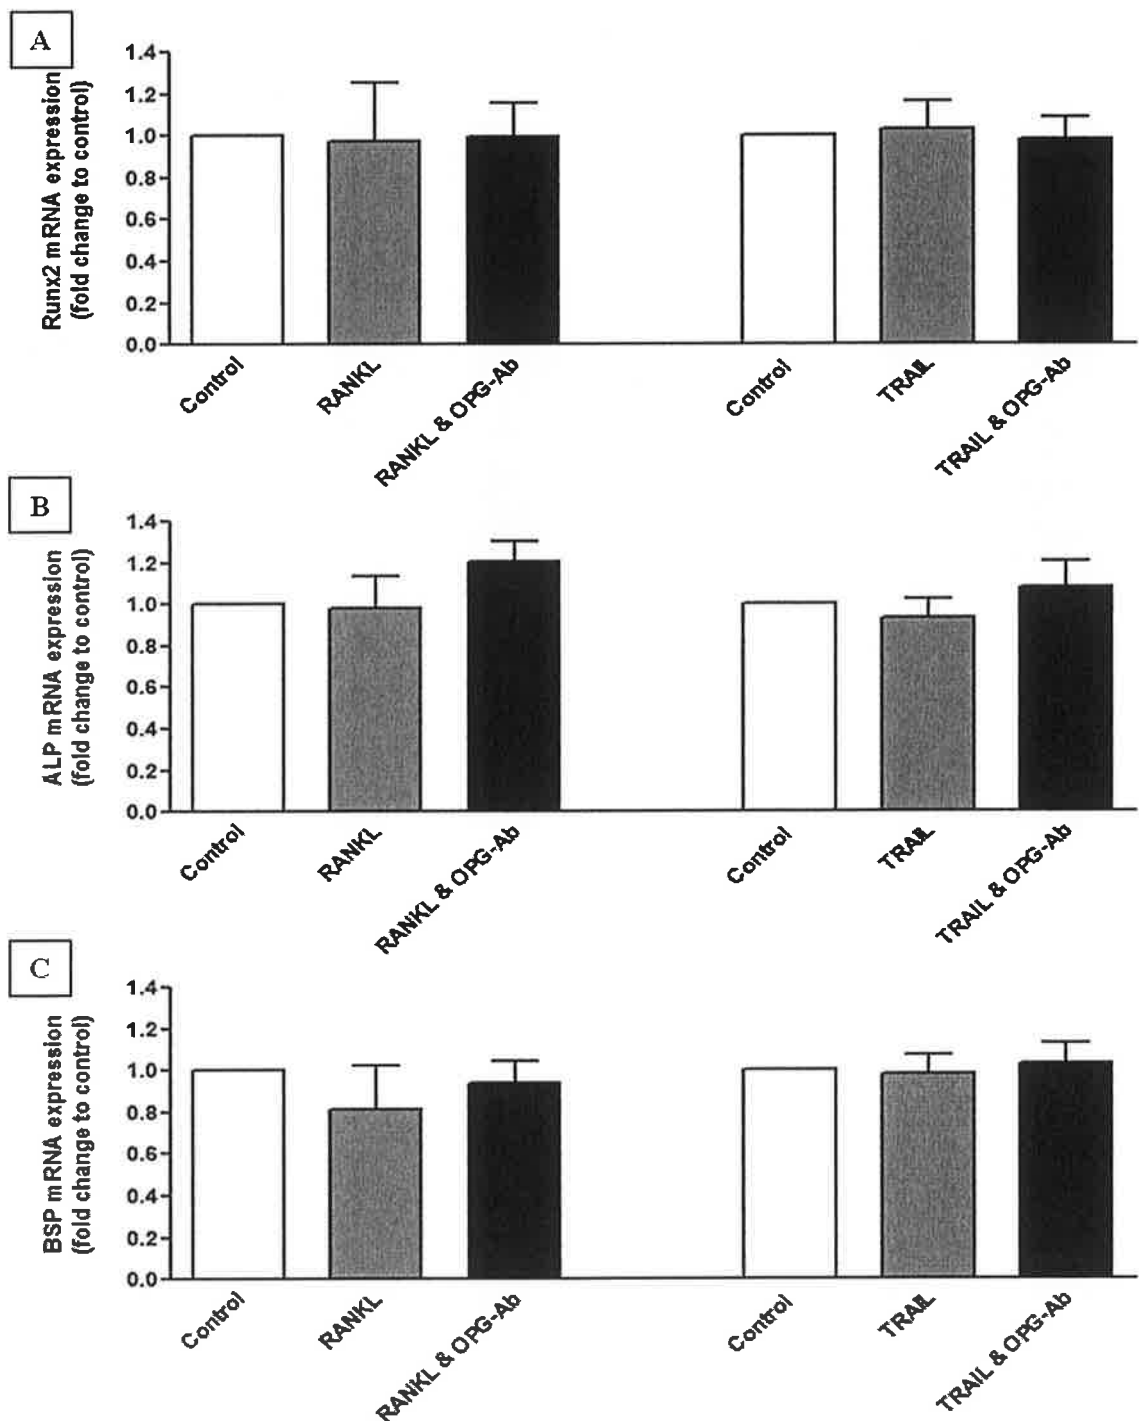 A
Runx2 mRNA expression
(fold change to control)
1.4
1.2
1.0
0.8
0.6
0.4
0.2
0.0
Control
RANKL
RANKL & OPG-Ab
Control
TRAIL
TRAIL & OPG-Ab
B
ALP mRNA expression
(fold change to control)
1.4
1.2
1.0
0.8
0.6
0.4
0.2
0.0
Control
RANKL
RANKL & OPG-Ab
Control
TRAIL
TRAIL & OPG-Ab
C
BSP mRNA expression
(fold change to control)
1.4
1.2
1.0
0.8
0.6
0.4
0.2
0.0
Control
RANKL
RANKL & OPG-Ab
Control
TRAIL
TRAIL & OPG-Ab